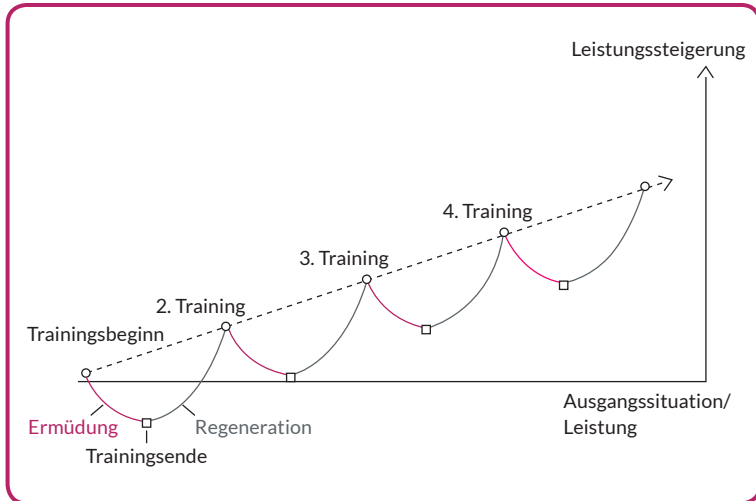 Leistungssteigerung
4. Training
3. Training
2. Training
Trainingsbeginn
Ausgangssituation/
Leistung
Ermüdung
Regeneration
Trainingsende